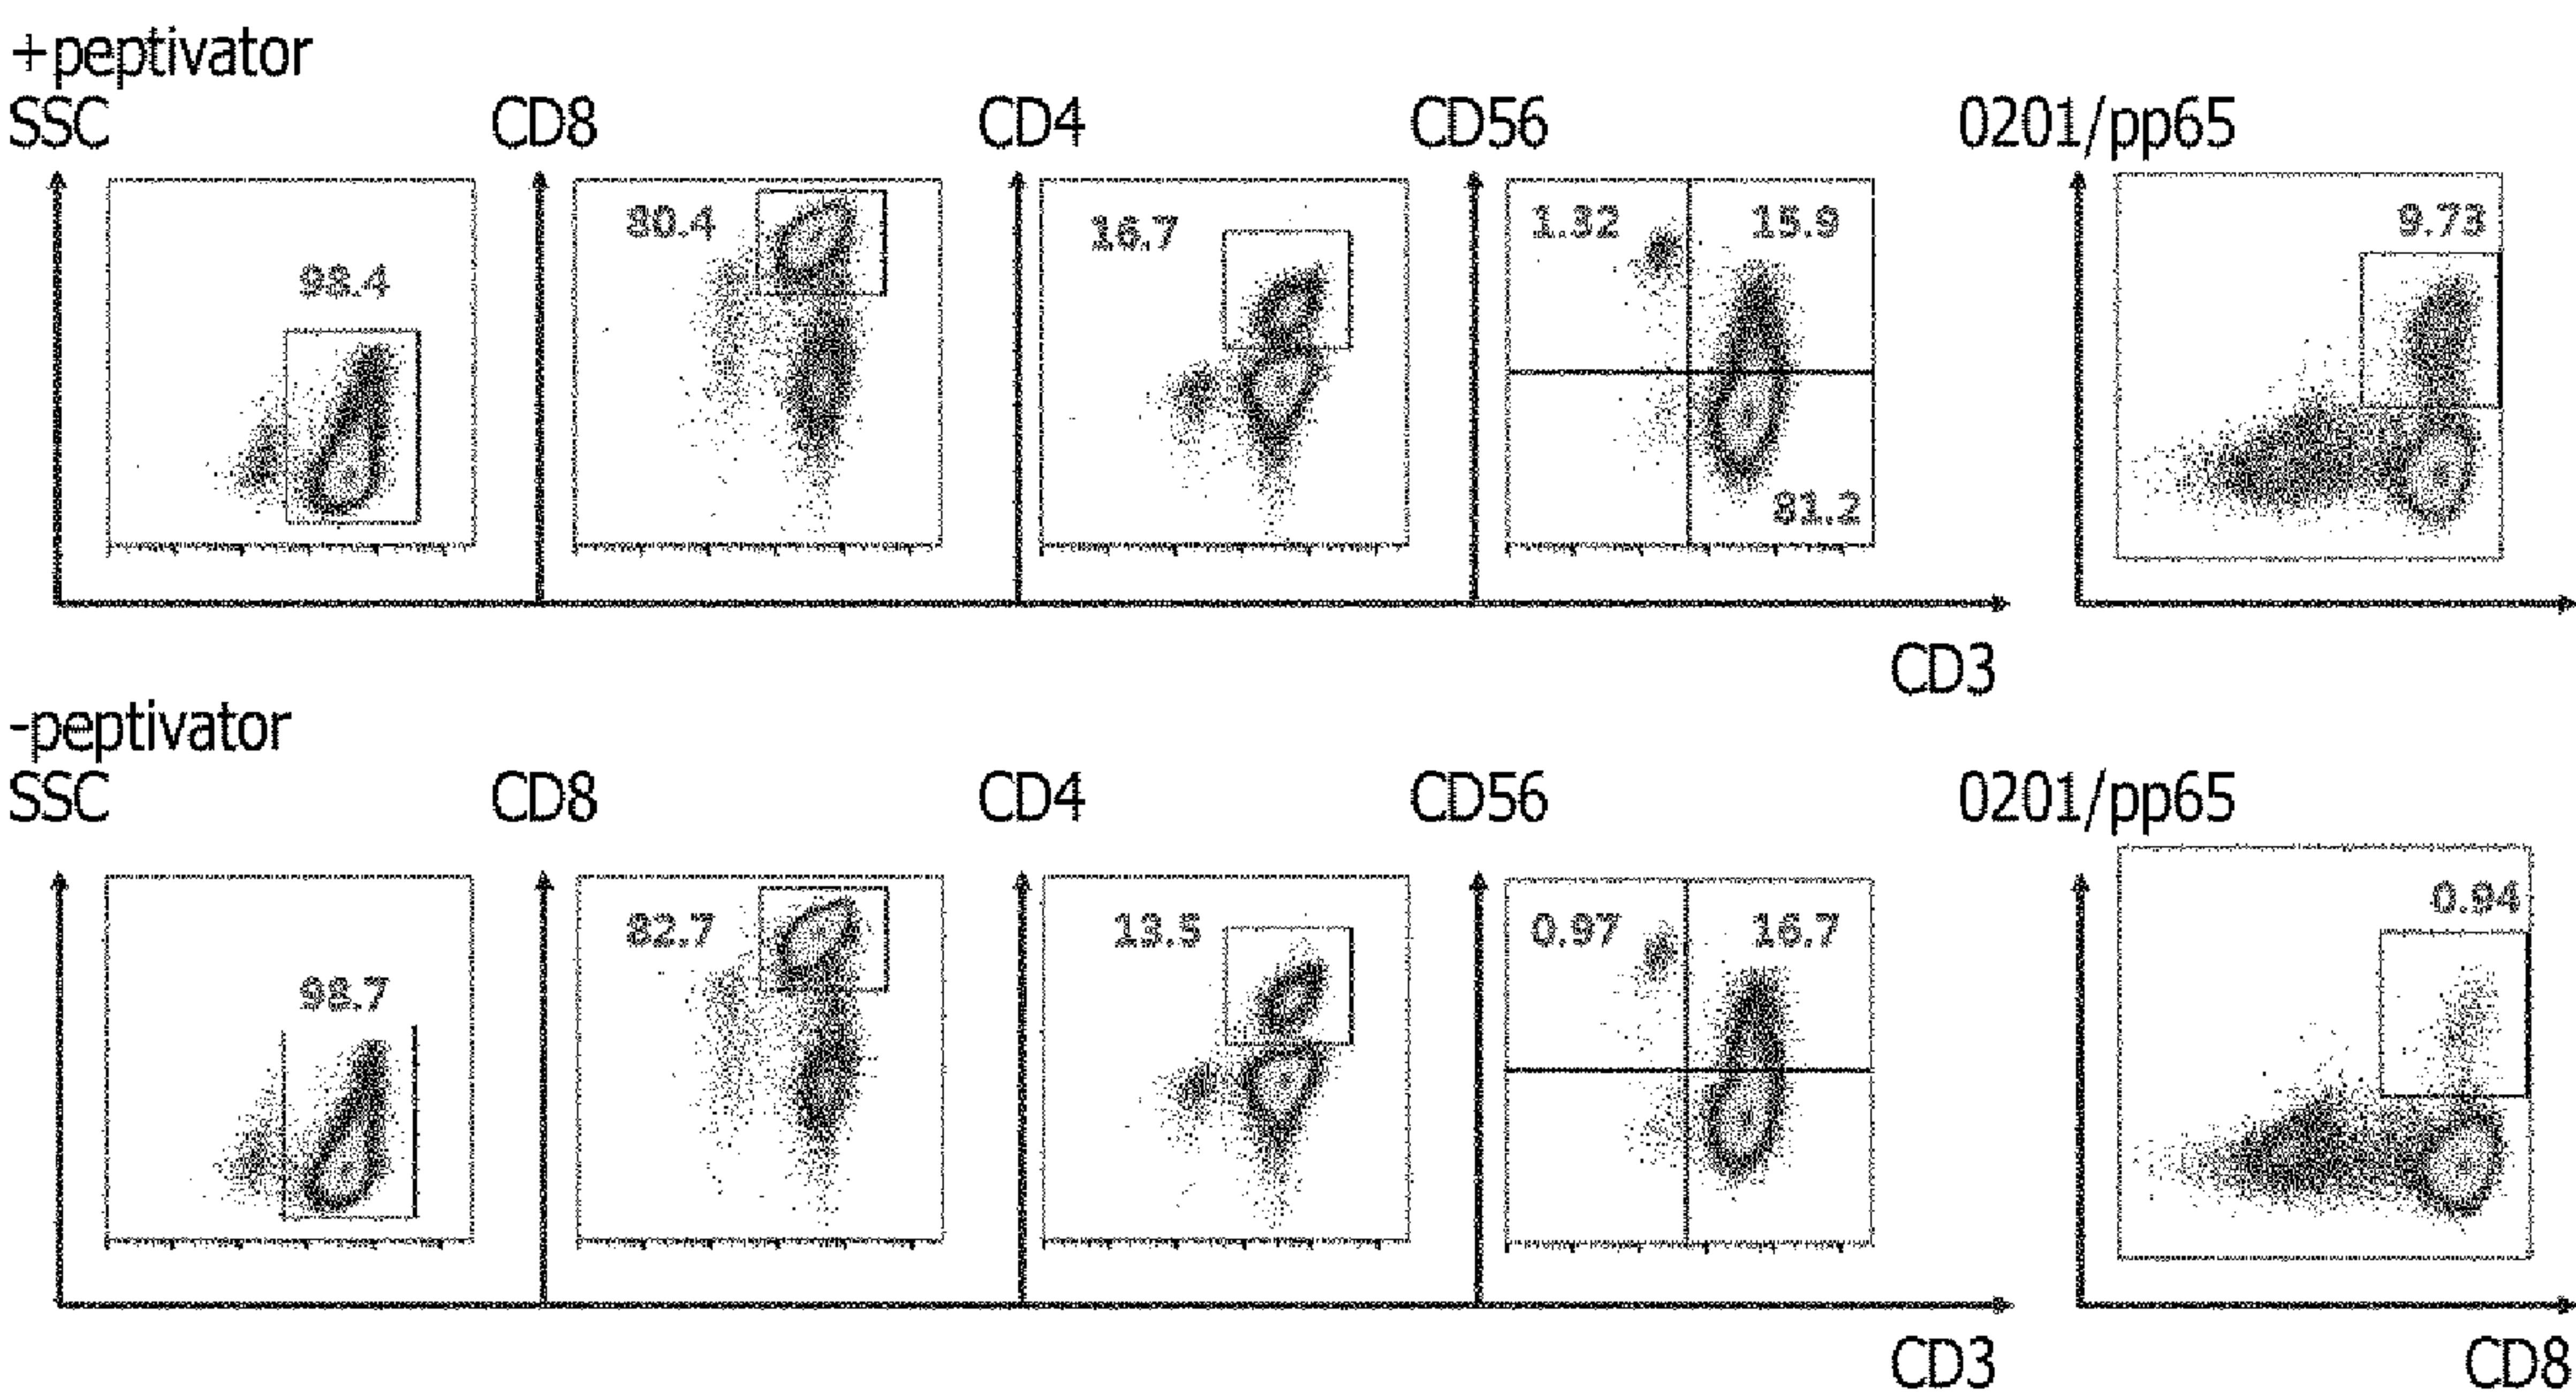 +peptivator
SSC CD8 CD4 CD56 0201/pp65
98.4 80.4 16.7 1.32 15.9 81.2 9.73
CD3
-peptivator
SSC CD8 CD4 CD56 0201/pp65
98.7 82.7 13.5 0.97 16.7 0.94
CD3 CD8